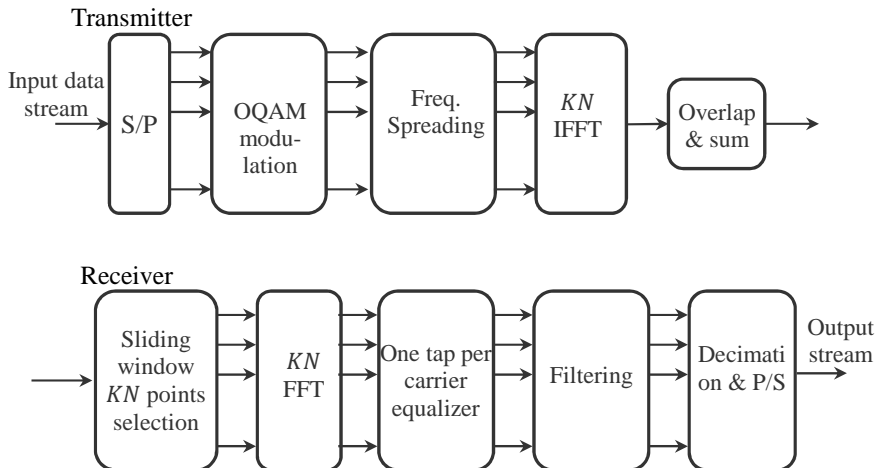 Transmitter
Input data
stream
S/P
OQAM
modu-
lation
Freq.
Spreading
KN
IFFT
Overlap
& sum
Receiver
Sliding
window
KN points
selection
KN
FFT
One tap per
carrier
equalizer
Filtering
Decimati
on & P/S
Output
stream